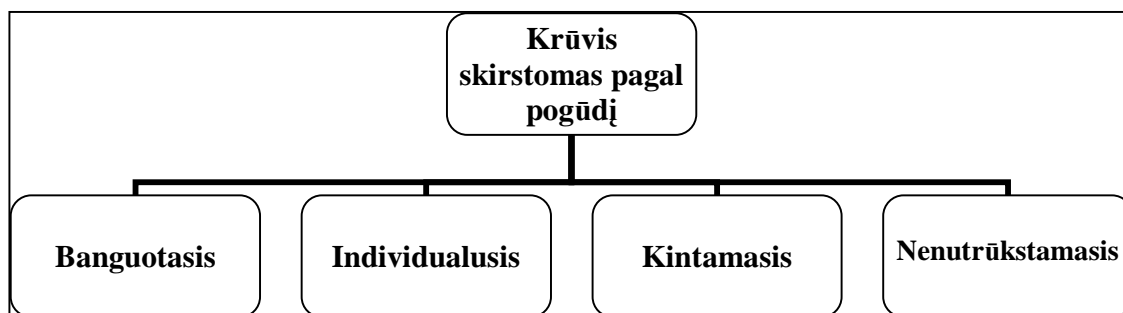 Krūvis
skirstomas pagal
pogūdį
Banguotasis
Individualusis
Kintamasis
Nenutrūkstamasis